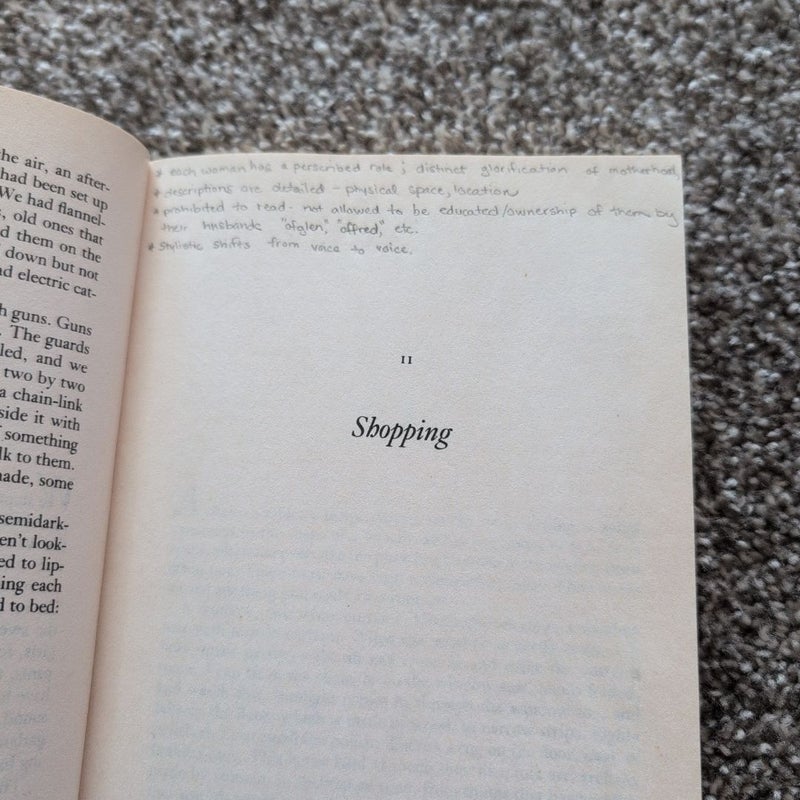 he air, an after-
had been set up
We had flannel-
s, old ones that
d them on the
down but not
nd electric cat-
h guns. Guns
. The guards
led, and we
two by two
a chain-link
side it with
something
lk to them.
nade, some
semidark-
en't look-
ed to lip-
ing each
d to bed:
* each woman has a perscribed role ; distinct glorification of motherhood,
* descriptions are detailed - physical space, location
* prohibited to read - not allowed to be educated/ownership of them by
their husbands "ofglen," "offred," etc.
* Stylistic shifts from voice to voice.
II
Shopping